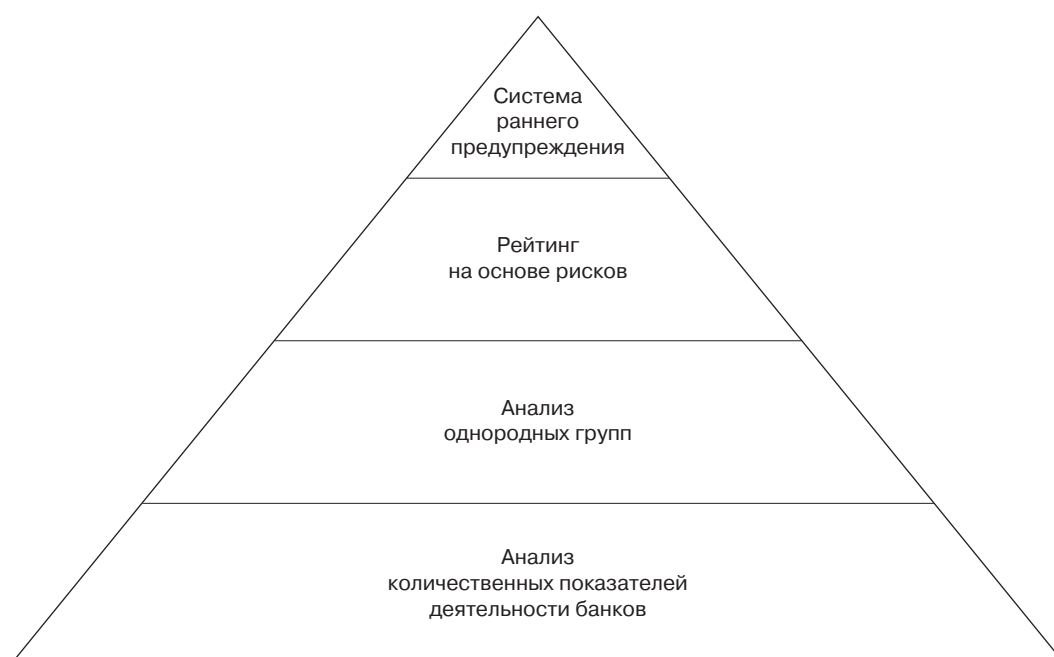 Система
раннего
предупреждения
Рейтинг
на основе рисков
Анализ
однородных групп
Анализ
количественных показателей
деятельности банков